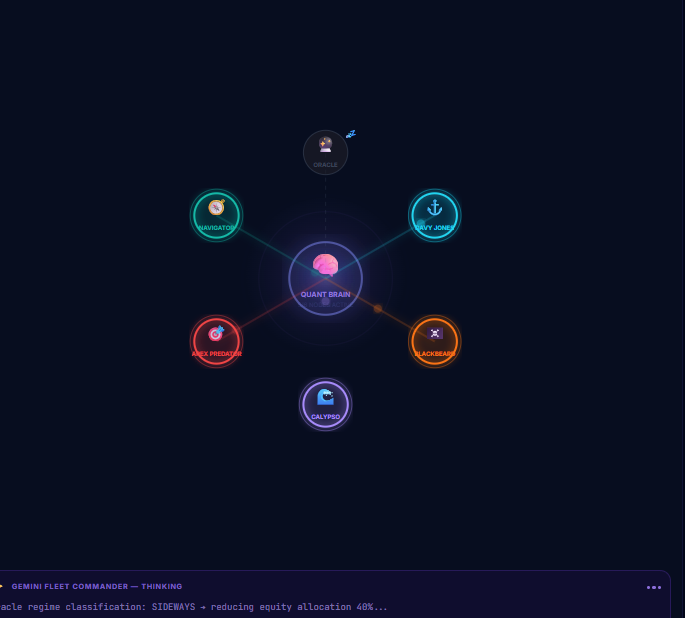 ORACLE
NAVIGATOR
DAVY JONES
QUANT BRAIN
APEX PREDATOR
BLACKBEARD
CALYPSO
GEMINI FLEET COMMANDER — THINKING
acle regime classification: SIDEWAYS → reducing equity allocation 40%...